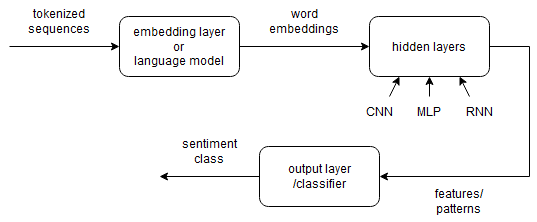 tokenized
sequences
embedding layer
or
language model
word
embeddings
hidden layers
CNN
MLP
RNN
sentiment
class
output layer
/classifier
features/
patterns